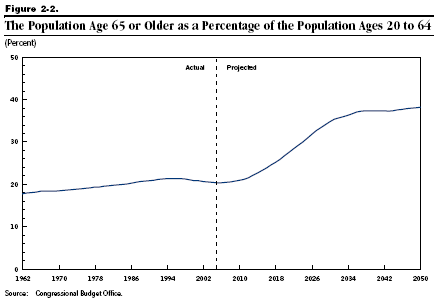 Figure 2-2.
The Population Age 65 or Older as a Percentage of the Population Ages 20 to 64
(Percent)
50
Actual Projected
40
30
20
10
0
1962 1970 1978 1986 1994 2002 2010 2018 2026 2034 2042 2050
Source: Congressional Budget Office.